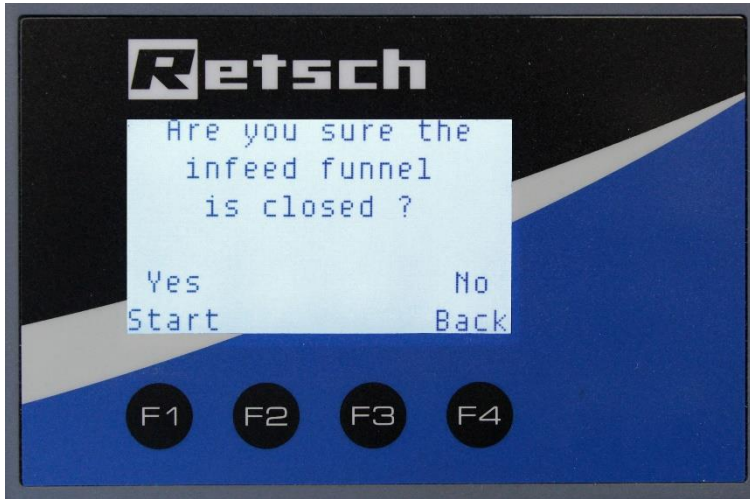 Retsch
Are you sure the
infeed funnel
is closed ?
Yes No
Start Back
F1 F2 F3 F4